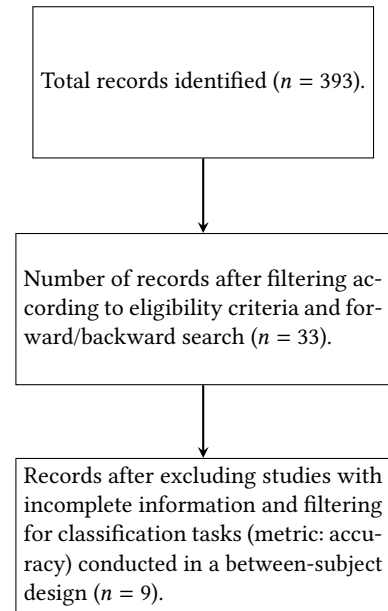 Total records identified (n = 393).
Number of records after filtering ac-
cording to eligibility criteria and for-
ward/backward search (n = 33).
Records after excluding studies with
incomplete information and filtering
for classification tasks (metric: accu-
racy) conducted in a between-subject
design (n = 9).